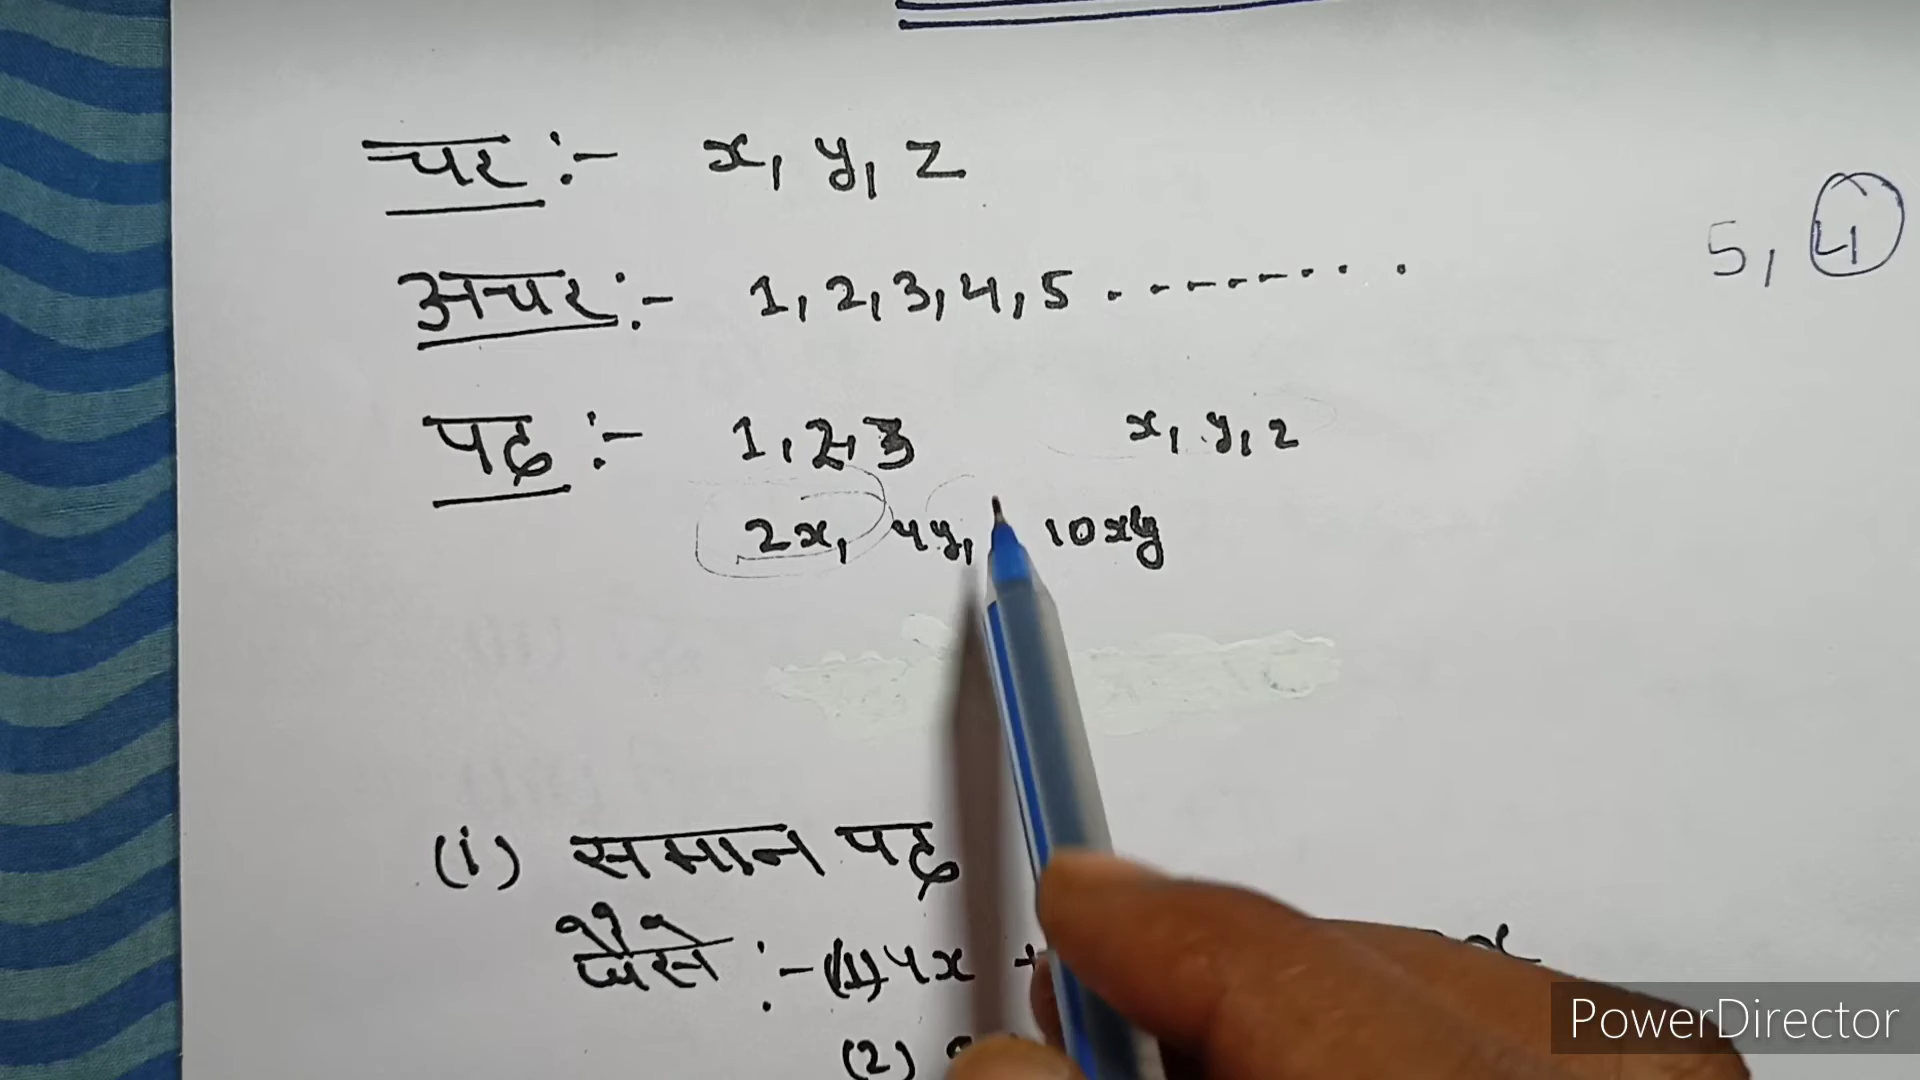 चर :- x, y, z
5, 4
अचर :- 1, 2, 3, 4, 5 . - - - - - . . .
पद :- 1, 2, 3 x, y, z
2x, 4y, 10xy
(i) समान पद
जैसे :- (1) 4x + x
(2)
PowerDirector